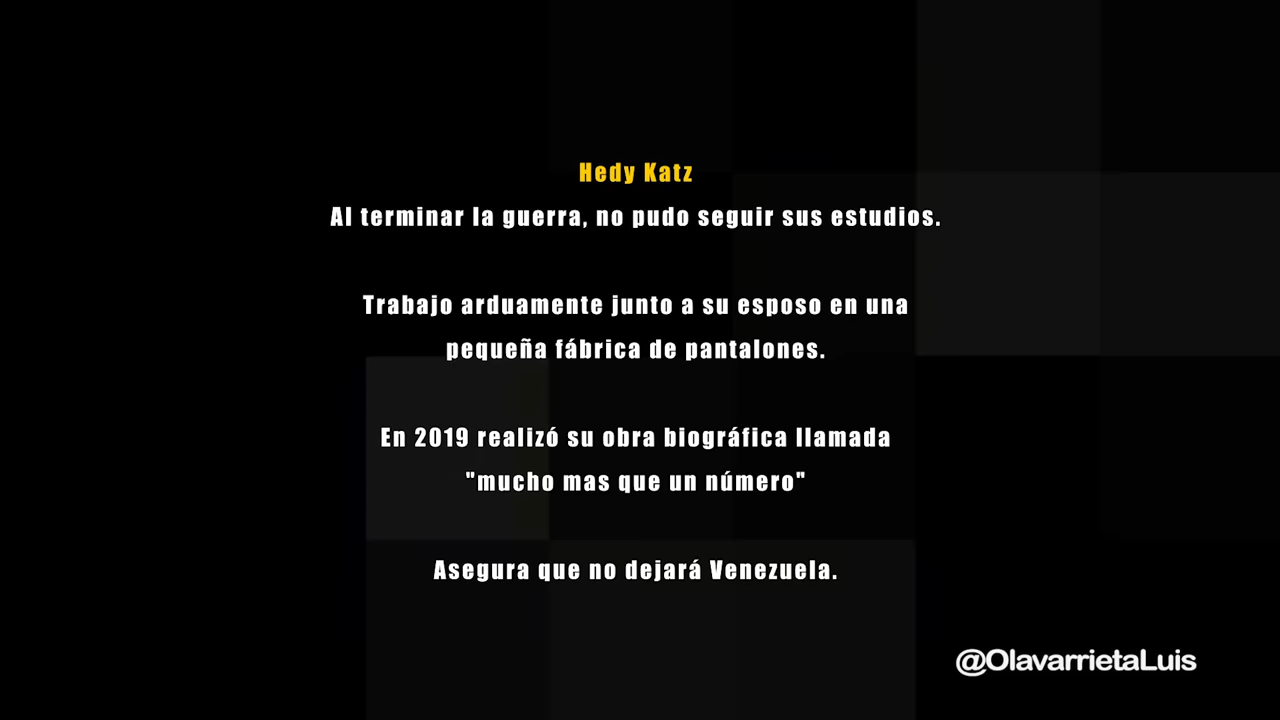 Hedy Katz
Al terminar la guerra, no pudo seguir sus estudios.
Trabajo arduamente junto a su esposo en una
pequeña fábrica de pantalones.
En 2019 realizó su obra biográfica llamada
"mucho mas que un número"
Asegura que no dejará Venezuela.
@OlavarrietaLuis